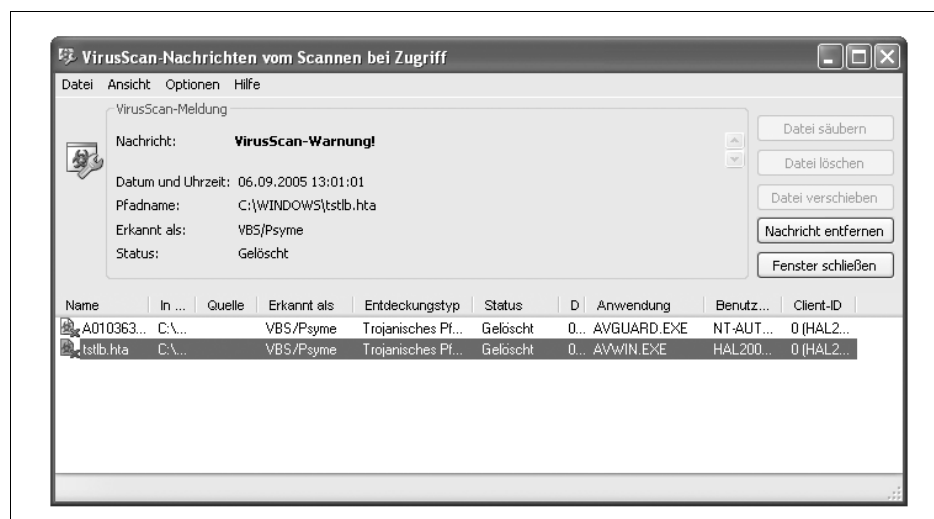 VirusScan-Nachrichten vom Scannen bei Zugriff
Datei Ansicht Optionen Hilfe
VirusScan-Meldung
Nachricht: VirusScan-Warnung!
Datum und Uhrzeit: 06.09.2005 13:01:01
Pfadname: C:\WINDOWS\tstlb.hta
Erkannt als: VBS/Psyme
Status: Gelöscht
Datei säubern
Datei löschen
Datei verschieben
Nachricht entfernen
Fenster schließen
Name In ... Quelle Erkannt als Entdeckungstyp Status D Anwendung Benutz... Client-ID
A010363... C:\... VBS/Psyme Trojanisches Pf... Gelöscht 0... AVGUARD.EXE NT-AUT... 0 (HAL2...
tstlb.hta C:\... VBS/Psyme Trojanisches Pf... Gelöscht 0... AVWIN.EXE HAL200... 0 (HAL2...